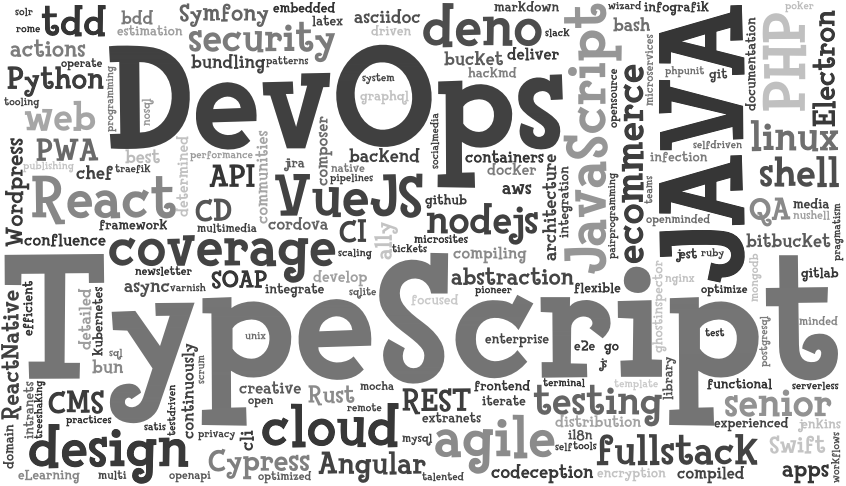 solr
rome
tdd
bdd
estimation
Symfony
embedded
latex
asciidoc
driven
markdown
deno
slack
wizard
infografik
poker
actions
security
bash
PHP
Electron
operate
bundling
patterns
bucket
deliver
hackmd
JavaScript
microservices
phpunit
git
JAVA
documentation
Python
programming
nosql
DevOps
system
graphql
opensource
tooling
web
best
determined
performance
communities
composer
socialmedia
ecommerce
selfdriven
linux
infection
PWA
publishing
chef
traefik
jira
native
pipelines
backend
containers
docker
shell
Wordpress
React
API
VueJS
github
aws
architecture
integration
pairprogramming
teams
openminded
QA
media
nushell
pragmatism
CD
multimedia
cordova
CI
a11y
nodejs
framework
confluence
coverage
scaling
tickets
microsites
compiling
bitbucket
jest
ruby
newsletter
SOAP
develop
abstraction
async
varnish
integrate
sqlite
focused
pioneer
flexible
ghostinspector
nginx
optimize
mongodb
gitlab
ReactNative
efficient
detailed
kubernetes
TypeScript
unix
enterprise
e2e
go
js
test
postgresql
minded
sql
bun
scrum
continuously
library
domain
intranets
treeshaking
CMS
practices
satis
testdriven
creative
open
Rust
mocha
remote
REST
frontend
iterate
terminal
template
functional
serverless
testing
senior
extranets
distribution
experienced
jenkins
design
privacy
cli
cloud
mysql
agile
i18n
selftools
fullstack
Swift
workflows
eLearning
multi
openapi
Cypress
optimized
Angular
talented
codeception
encryption
compiled
apps